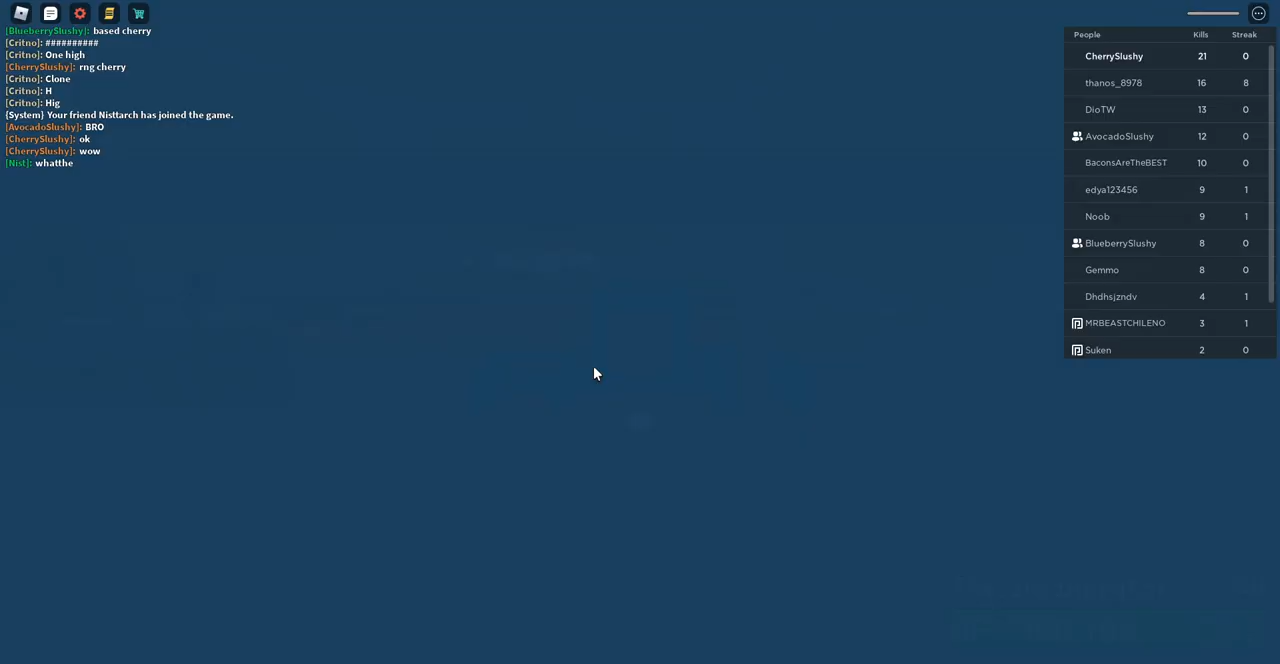 [BlueberrySlushy]: based cherry
[Critno]: ##########
[Critno]: One high
[CherrySlushy]: rng cherry
[Critno]: Clone
[Critno]: H
[Critno]: Hig
{System} Your friend Nisttarch has joined the game.
[AvocadoSlushy]: BRO
[CherrySlushy]: ok
[CherrySlushy]: wow
[Nist]: whatthe
People Kills Streak
CherrySlushy 21 0
thanos_8978 16 8
DioTW 13 0
AvocadoSlushy 12 0
BaconsAreTheBEST 10 0
edya123456 9 1
Noob 9 1
BlueberrySlushy 8 0
Gemmo 8 0
Dhdhsjzndv 4 1
MRBEASTCHILENO 3 1
Suken 2 0